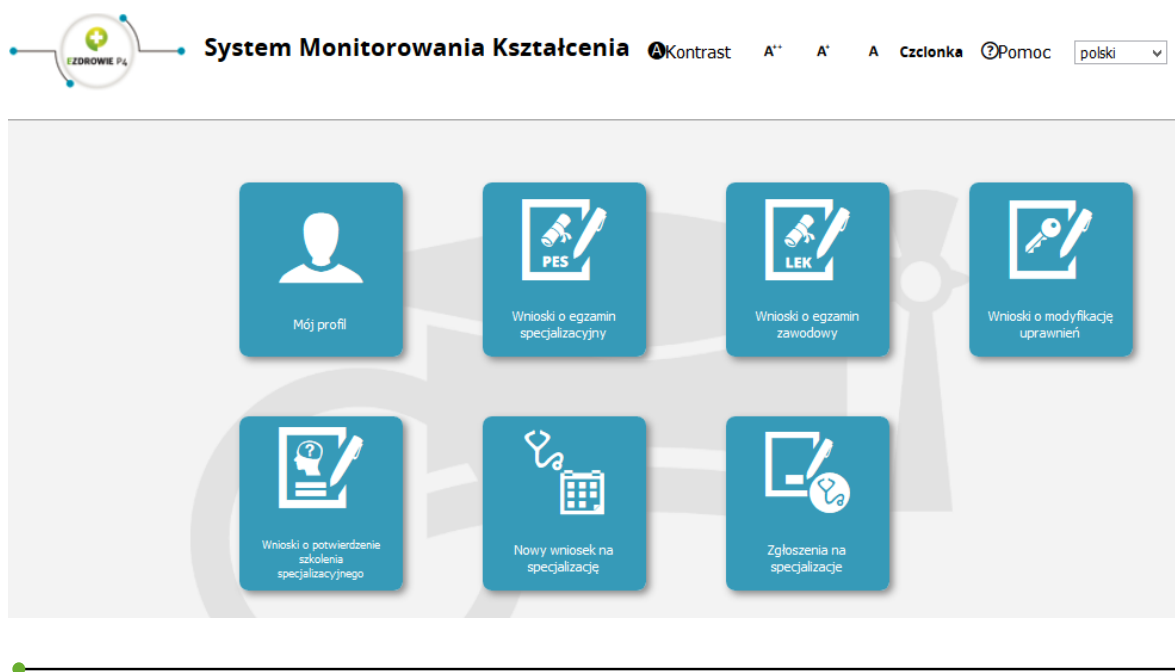 EZDROWIE P4
System Monitorowania Kształcenia
A Kontrast
A++
A+
A
Czcionka
? Pomoc
polski
PES
LEK
Mój profil
Wnioski o egzamin
specjalizacyjny
Wnioski o egzamin
zawodowy
Wnioski o modyfikację
uprawnień
?
Wnioski o potwierdzenie
szkolenia
specjalizacyjnego
Nowy wniosek na
specjalizację
Zgłoszenia na
specjalizacje